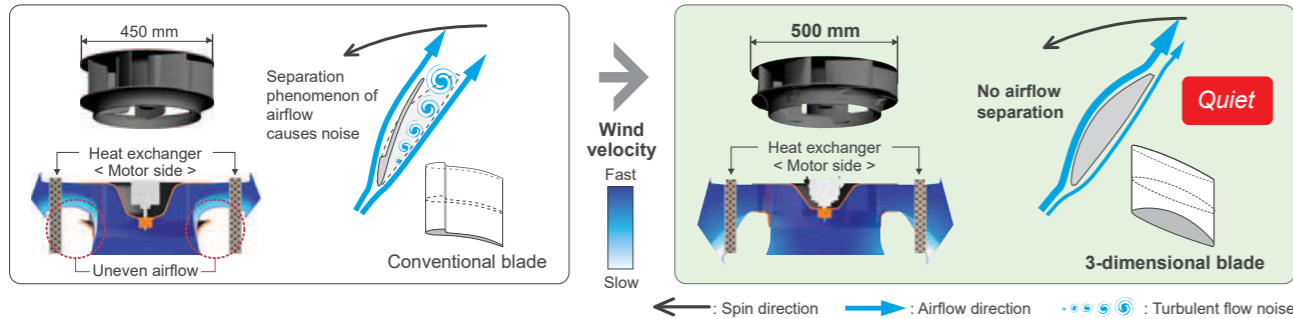 450 mm
Separation
phenomenon of
airflow
causes noise
Heat exchanger
< Motor side >
Uneven airflow
Conventional blade
Wind
velocity
Fast
Slow
500 mm
No airflow
separation
Quiet
Heat exchanger
< Motor side >
3-dimensional blade
: Spin direction
: Airflow direction
: Turbulent flow noise